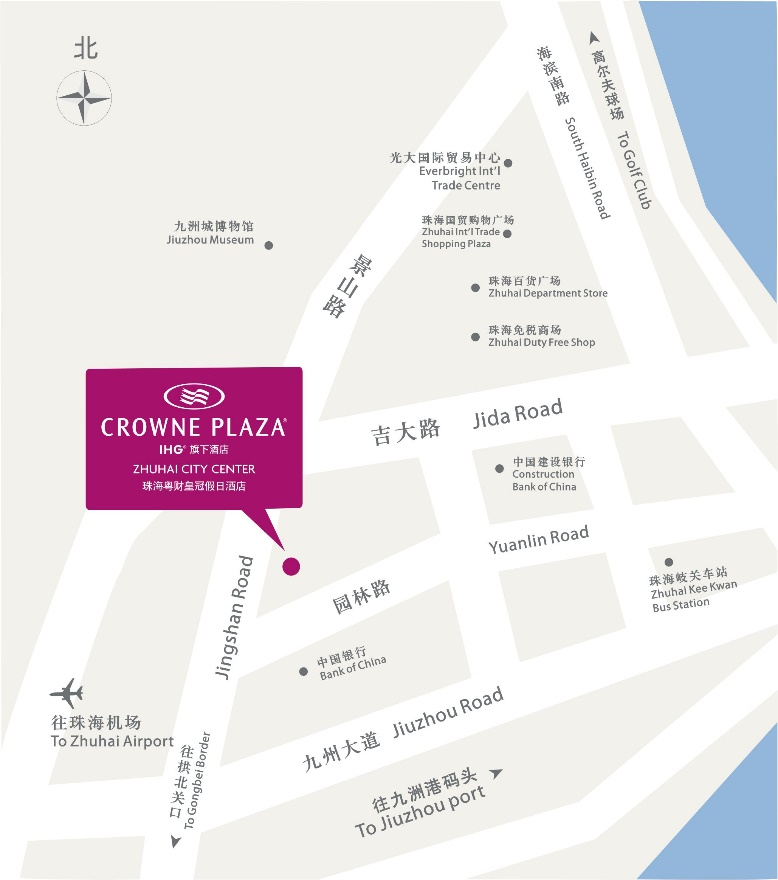 北
海滨南路 South Haibin Road
高尔夫球场 To Golf Club
光大国际贸易中心
Everbright Int'l
Trade Centre
珠海国贸购物广场
Zhuhai Int'l Trade
Shopping Plaza
九洲城博物馆
Jiuzhou Museum
景山路
珠海百货广场
Zhuhai Department Store
珠海免税商场
Zhuhai Duty Free Shop
CROWNE PLAZA®
IHG® 旗下酒店
ZHUHAI CITY CENTER
珠海粤财皇冠假日酒店
吉大路 Jida Road
中国建设银行
Construction
Bank of China
Yuanlin Road
园林路
Jingshan Road
珠海岐关车站
Zhuhai Kee Kwan
Bus Station
中国银行
Bank of China
往珠海机场
To Zhuhai Airport
往拱北关口
To Gongbei Border
九州大道 Jiuzhou Road
往九洲港码头
To Jiuzhou port